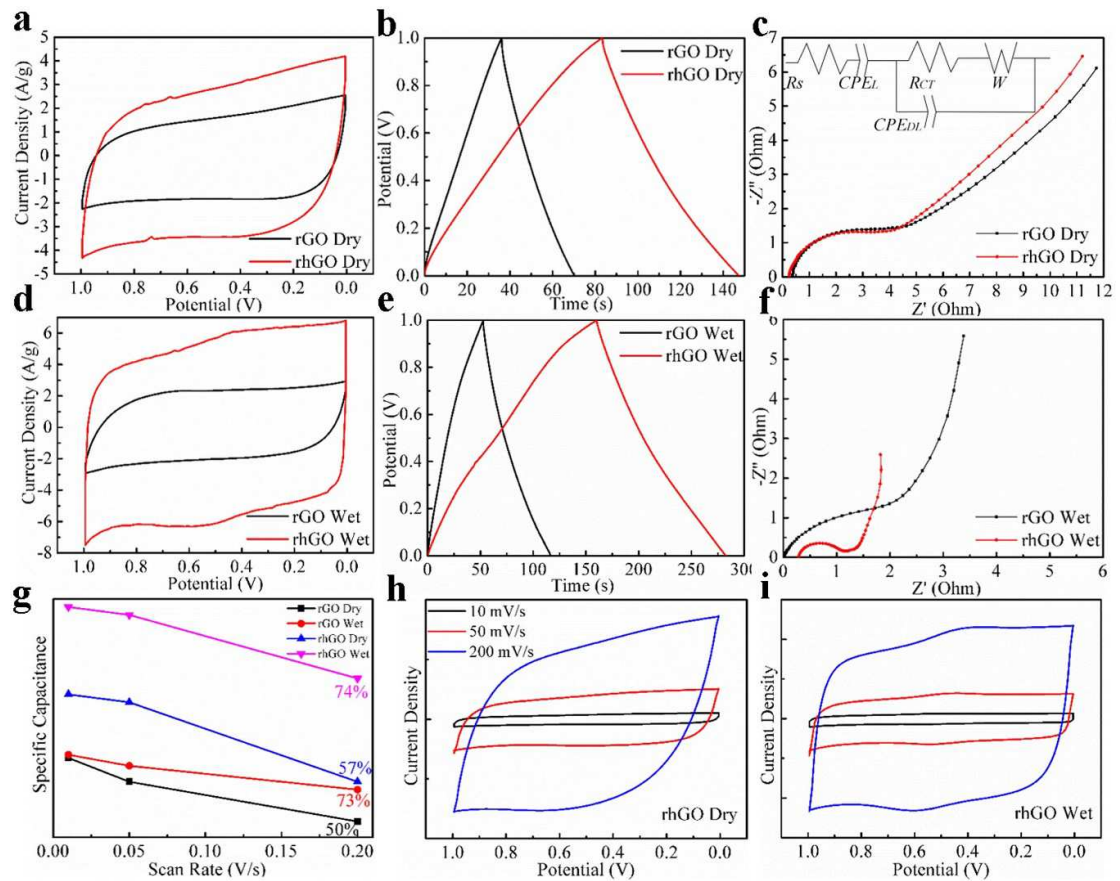 a
5
4
3
2
1
0
-1
-2
-3
-4
-5
Current Density (A/g)
rGO Dry
rhGO Dry
1.0 0.8 0.6 0.4 0.2 0.0
Potential (V)
b
1.0
0.8
0.6
0.4
0.2
0.0
Potential (V)
rGO Dry
rhGO Dry
0 20 40 60 80 100 120 140
Time (s)
c
7
6
5
4
3
2
1
0
-Z'' (Ohm)
Rs CPEL RCT W
CPEDL
rGO Dry
rhGO Dry
0 1 2 3 4 5 6 7 8 9 10 11 12
Z' (Ohm)
d
6
4
2
0
-2
-4
-6
-8
Current Density (A/g)
rGO Wet
rhGO Wet
1.0 0.8 0.6 0.4 0.2 0.0
Potential (V)
e
1.0
0.8
0.6
0.4
0.2
0.0
Potential (V)
rGO Wet
rhGO Wet
0 50 100 150 200 250 300
Time (s)
f
6
5
4
3
2
1
0
-Z'' (Ohm)
rGO Wet
rhGO Wet
0 1 2 3 4 5 6
Z' (Ohm)
g
Specific Capacitance
rGO Dry
rGO Wet
rhGO Dry
rhGO Wet
74%
57%
73%
50%
0.00 0.05 0.10 0.15 0.20
Scan Rate (V/s)
h
10 mV/s
50 mV/s
200 mV/s
Current Density
rhGO Dry
1.0 0.8 0.6 0.4 0.2 0.0
Potential (V)
i
Current Density
rhGO Wet
1.0 0.8 0.6 0.4 0.2 0.0
Potential (V)